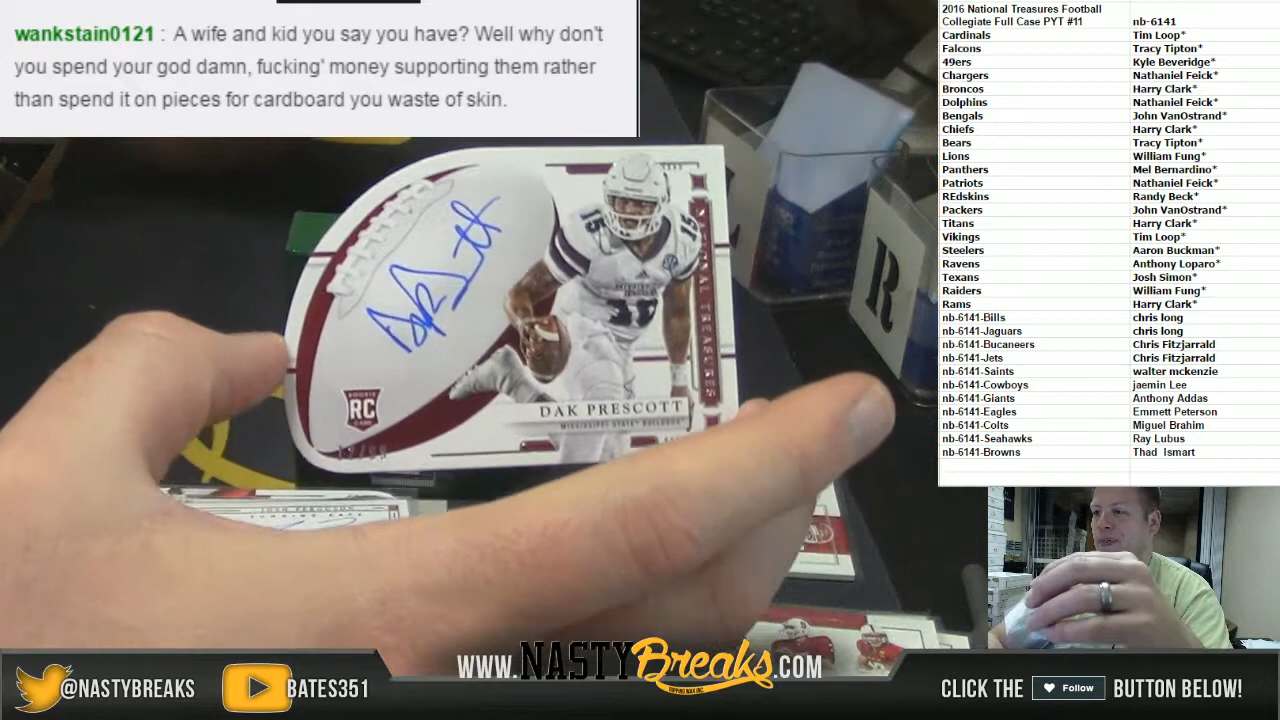 wankstain0121 : A wife and kid you say you have? Well why don't
you spend your god damn, fucking' money supporting them rather
than spend it on pieces for cardboard you waste of skin.
2016 National Treasures Football
Collegiate Full Case PYT #11 nb-6141
Cardinals Tim Loop*
Falcons Tracy Tipton*
49ers Kyle Beveridge*
Chargers Nathaniel Feick*
Broncos Harry Clark*
Dolphins Nathaniel Feick*
Bengals John VanOstrand*
Chiefs Harry Clark*
Bears Tracy Tipton*
Lions William Fung*
Panthers Mel Bernardino*
Patriots Nathaniel Feick*
REdskins Randy Beck*
Packers John VanOstrand*
Titans Harry Clark*
Vikings Tim Loop*
Steelers Aaron Buckman*
Ravens Anthony Loparo*
Texans Josh Simon*
Raiders William Fung*
Rams Harry Clark*
nb-6141-Bills chris long
nb-6141-Jaguars chris long
nb-6141-Bucaneers Chris Fitzjarrald
nb-6141-Jets Chris Fitzjarrald
nb-6141-Saints walter mckenzie
nb-6141-Cowboys jaemin Lee
nb-6141-Giants Anthony Addas
nb-6141-Eagles Emmett Peterson
nb-6141-Colts Miguel Brahim
nb-6141-Seahawks Ray Lubus
nb-6141-Browns Thad Ismart
15 15
15
NATIONAL TREASURES
R
RC
DAK PRESCOTT
MISSISSIPPI STATE BULLDOGS
JOSH FERGUSON
@NASTYBREAKS
BATES351
WWW.NASTYBreaks.COM
RIPPING WAX INC.
CLICK THE Follow BUTTON BELOW!